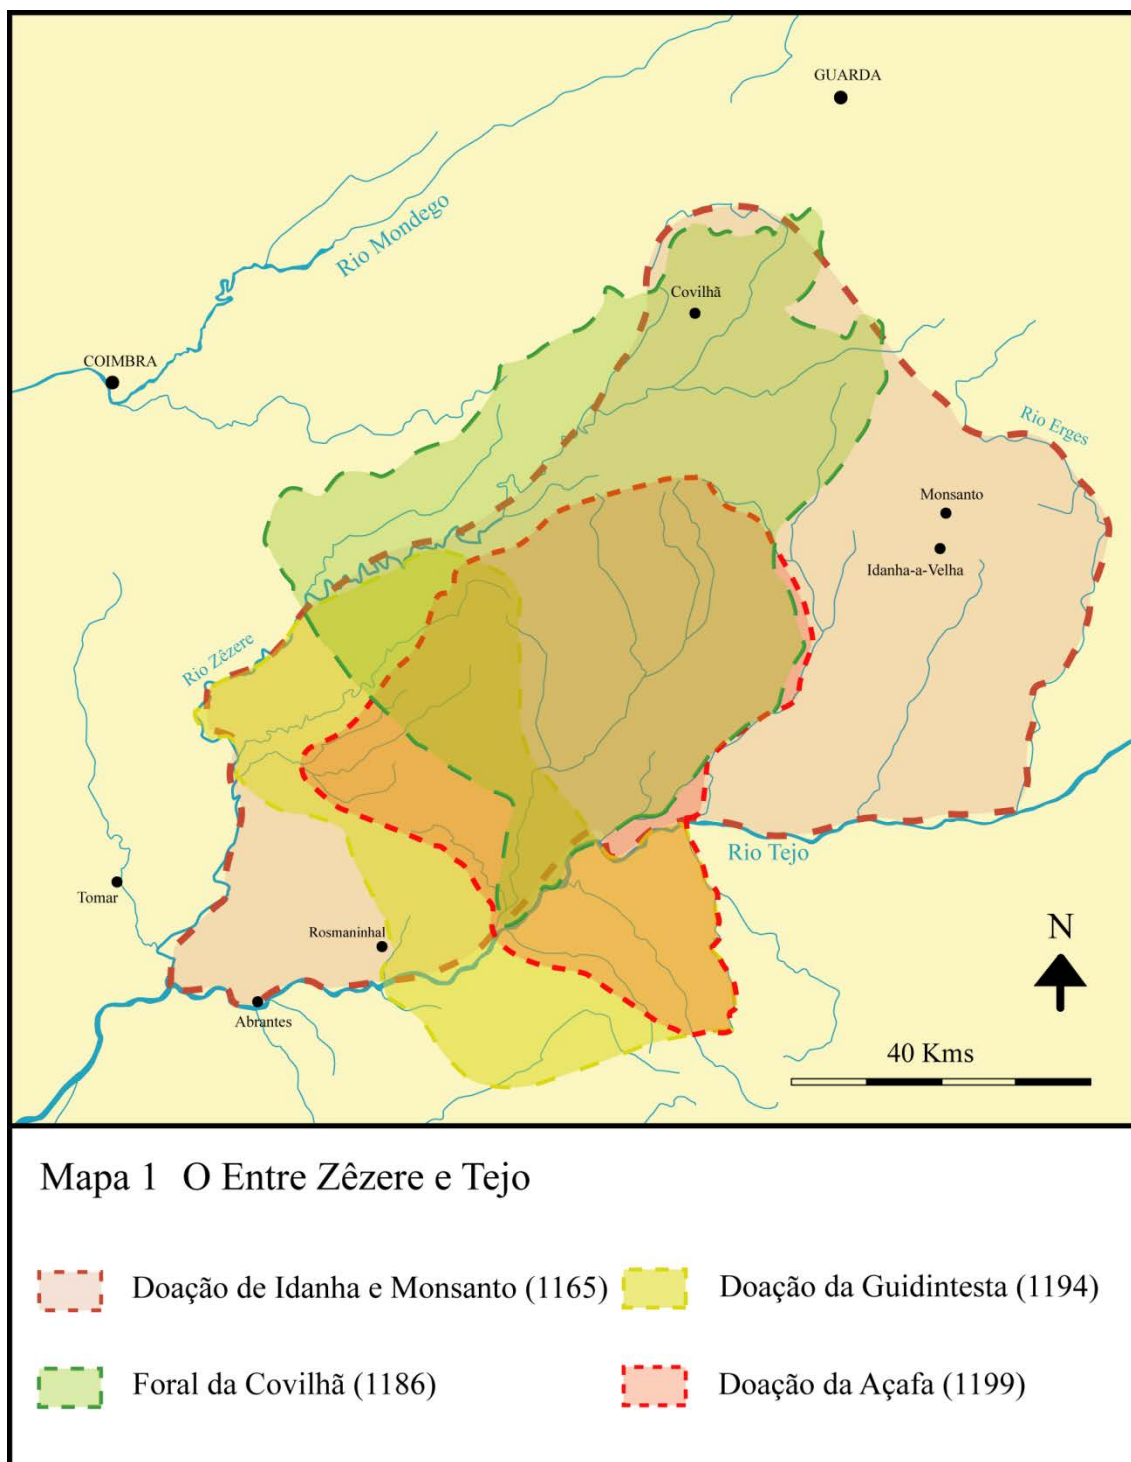 GUARDA
Rio Mondego
Covilhã
COIMBRA
Rio Erges
Monsanto
Idanha-a-Velha
Rio Zêzere
Rio Tejo
Tomar
Rosmaninhal
N
Abrantes
40 Kms
Mapa 1 O Entre Zêzere e Tejo
Doação de Idanha e Monsanto (1165)
Doação da Guidintesta (1194)
Foral da Covilhã (1186)
Doação da Açafa (1199)